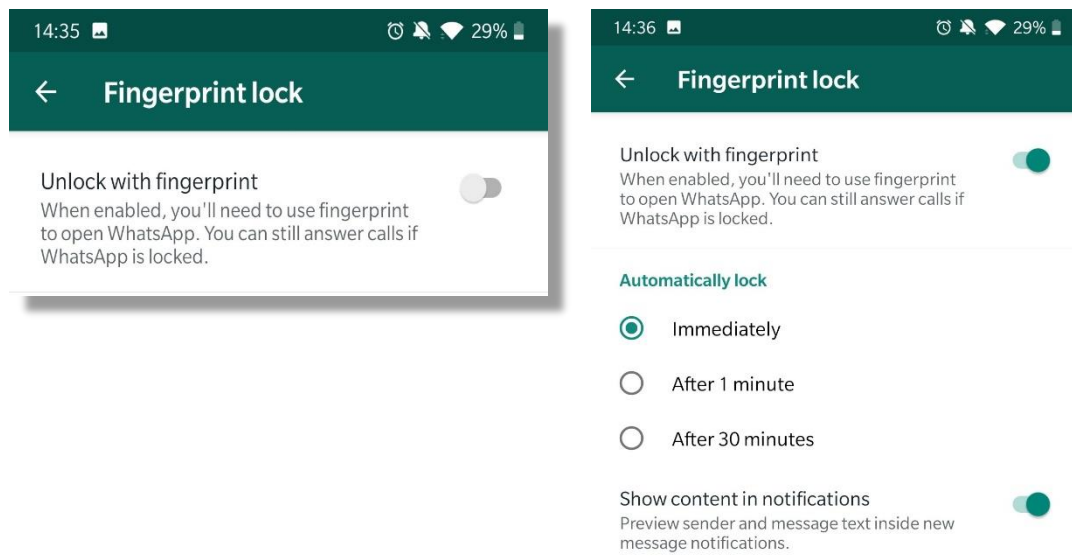 14:35 29%
Fingerprint lock
Unlock with fingerprint
When enabled, you'll need to use fingerprint
to open WhatsApp. You can still answer calls if
WhatsApp is locked.
14:36 29%
Fingerprint lock
Unlock with fingerprint
When enabled, you'll need to use fingerprint
to open WhatsApp. You can still answer calls if
WhatsApp is locked.
Automatically lock
Immediately
After 1 minute
After 30 minutes
Show content in notifications
Preview sender and message text inside new
message notifications.